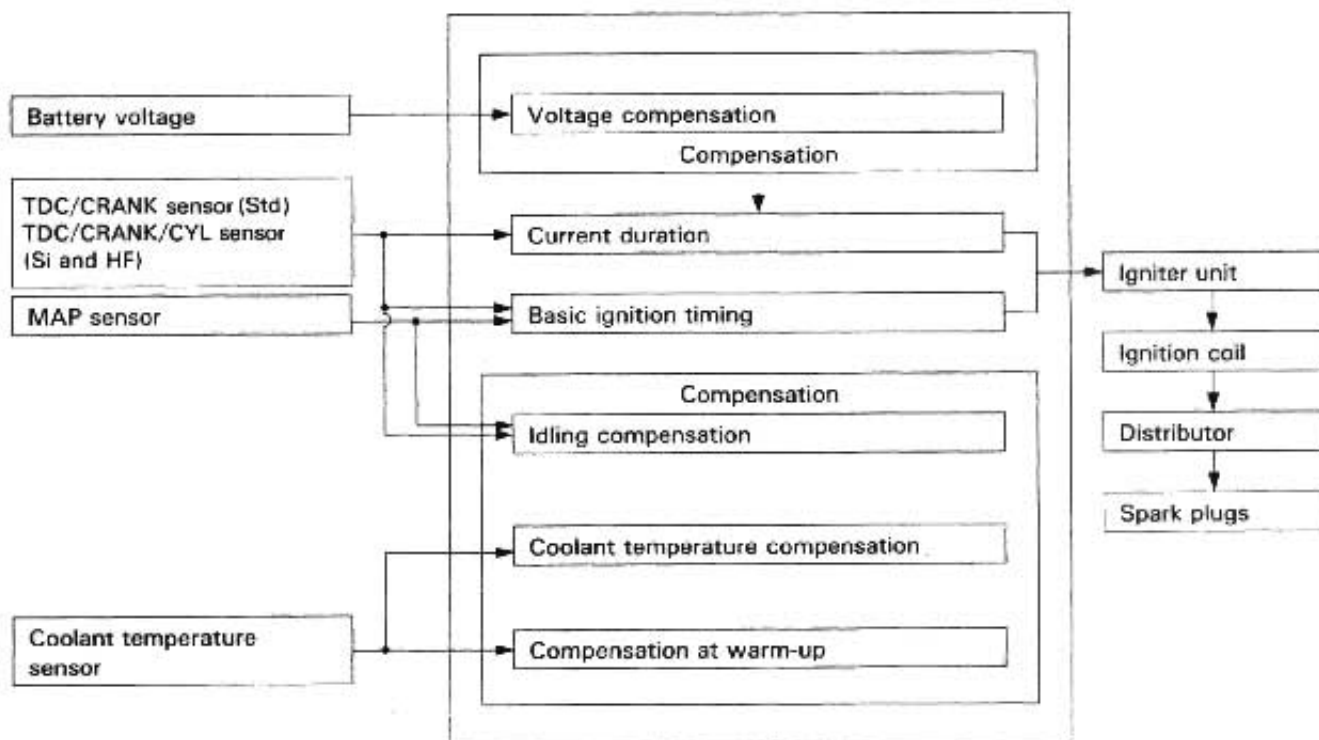 Battery voltage
TDC/CRANK sensor (Std)
TDC/CRANK/CYL sensor
(Si and HF)
MAP sensor
Coolant temperature
sensor
Voltage compensation
Compensation
Current duration
Basic ignition timing
Compensation
Idling compensation
Coolant temperature compensation
Compensation at warm-up
Igniter unit
Ignition coil
Distributor
Spark plugs